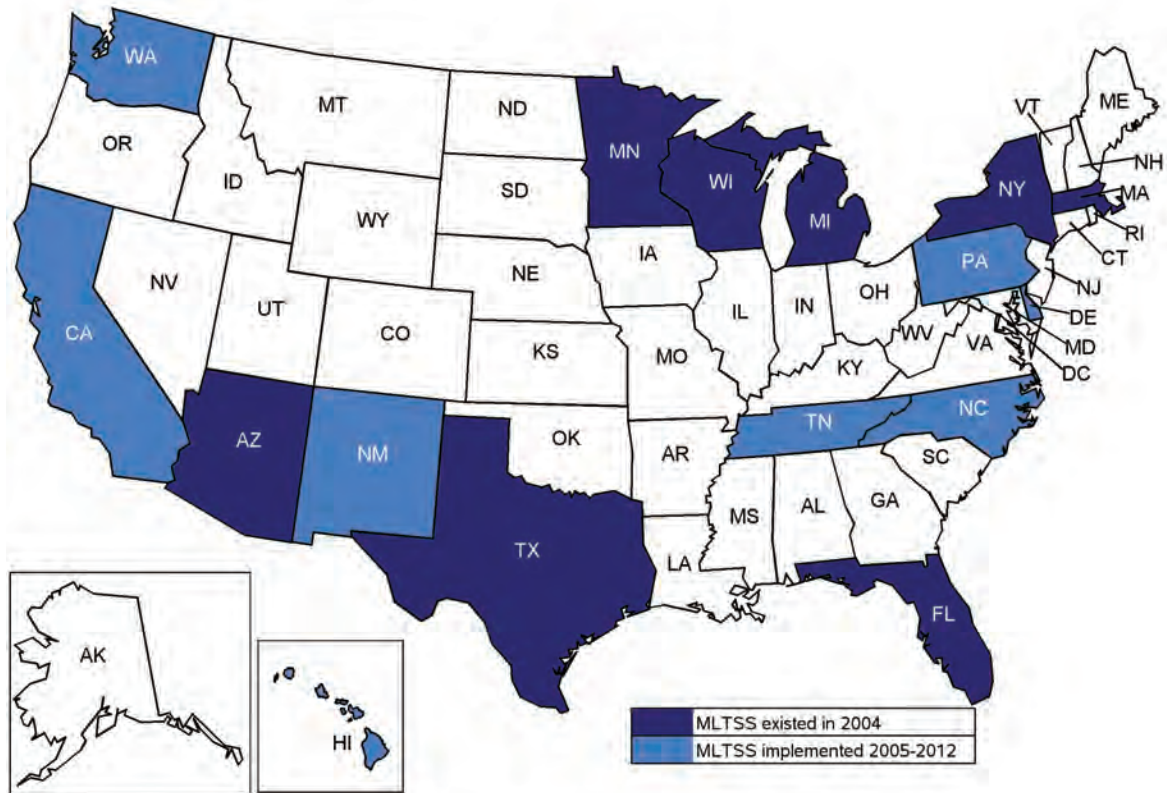 WA
MT
ND
MN
VT
ME
OR
ID
SD
WI
NY
NH
MA
WY
MI
RI
CT
IA
PA
NE
NV
OH
NJ
UT
IL
IN
DE
CA
CO
WV
VA
MD
KS
MO
KY
DC
NC
TN
AZ
OK
NM
AR
SC
MS
AL
GA
TX
LA
FL
AK
HI
MLTSS existed in 2004
MLTSS implemented 2005-2012